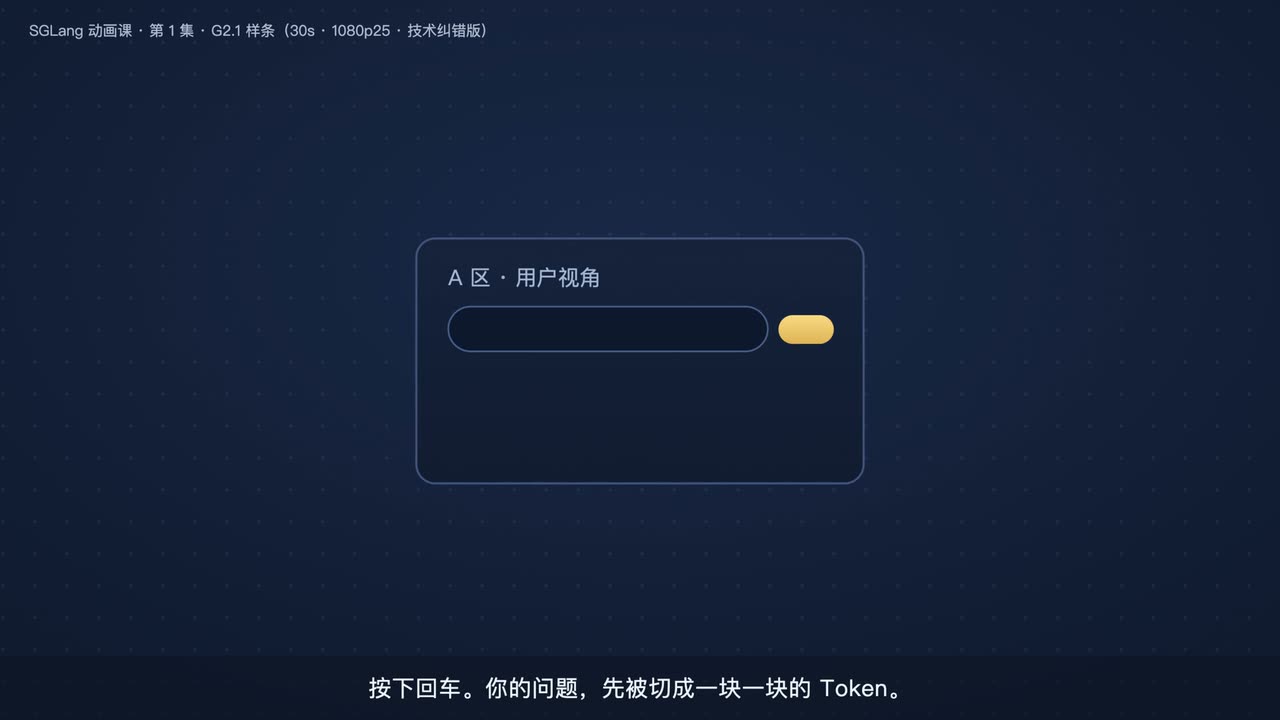 SGLang 动画课 · 第 1 集 · G2.1 样条（30s · 1080p25 · 技术纠错版）
A 区 · 用户视角
按下回车。你的问题，先被切成一块一块的 Token。